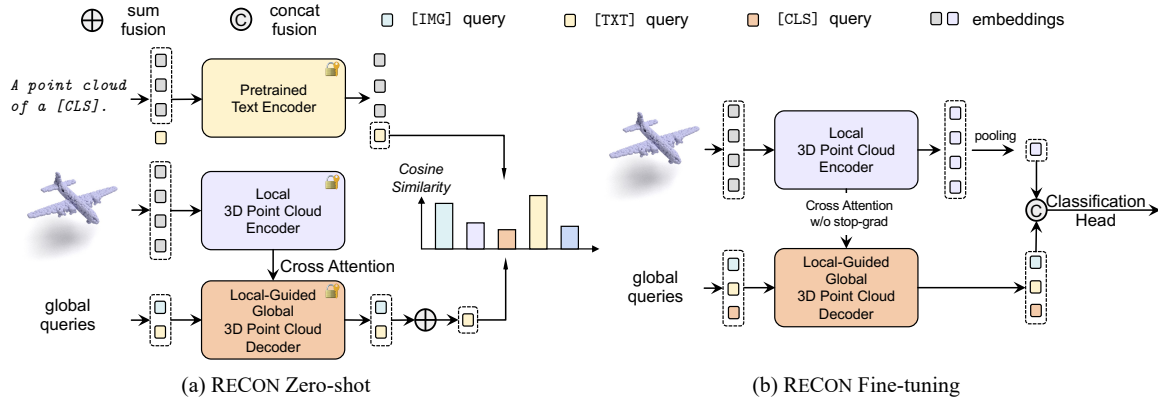 sum
fusion
C
concat
fusion
[IMG] query
[TXT] query
[CLS] query
embeddings
A point cloud
of a [CLS].
Pretrained
Text Encoder
Local
3D Point Cloud
Encoder
Cross Attention
global
queries
Local-Guided
Global
3D Point Cloud
Decoder
Cosine
Similarity
(a) RECON Zero-shot
Local
3D Point Cloud
Encoder
pooling
Cross Attention
w/o stop-grad
C
Classification
Head
global
queries
Local-Guided
Global
3D Point Cloud
Decoder
(b) RECON Fine-tuning